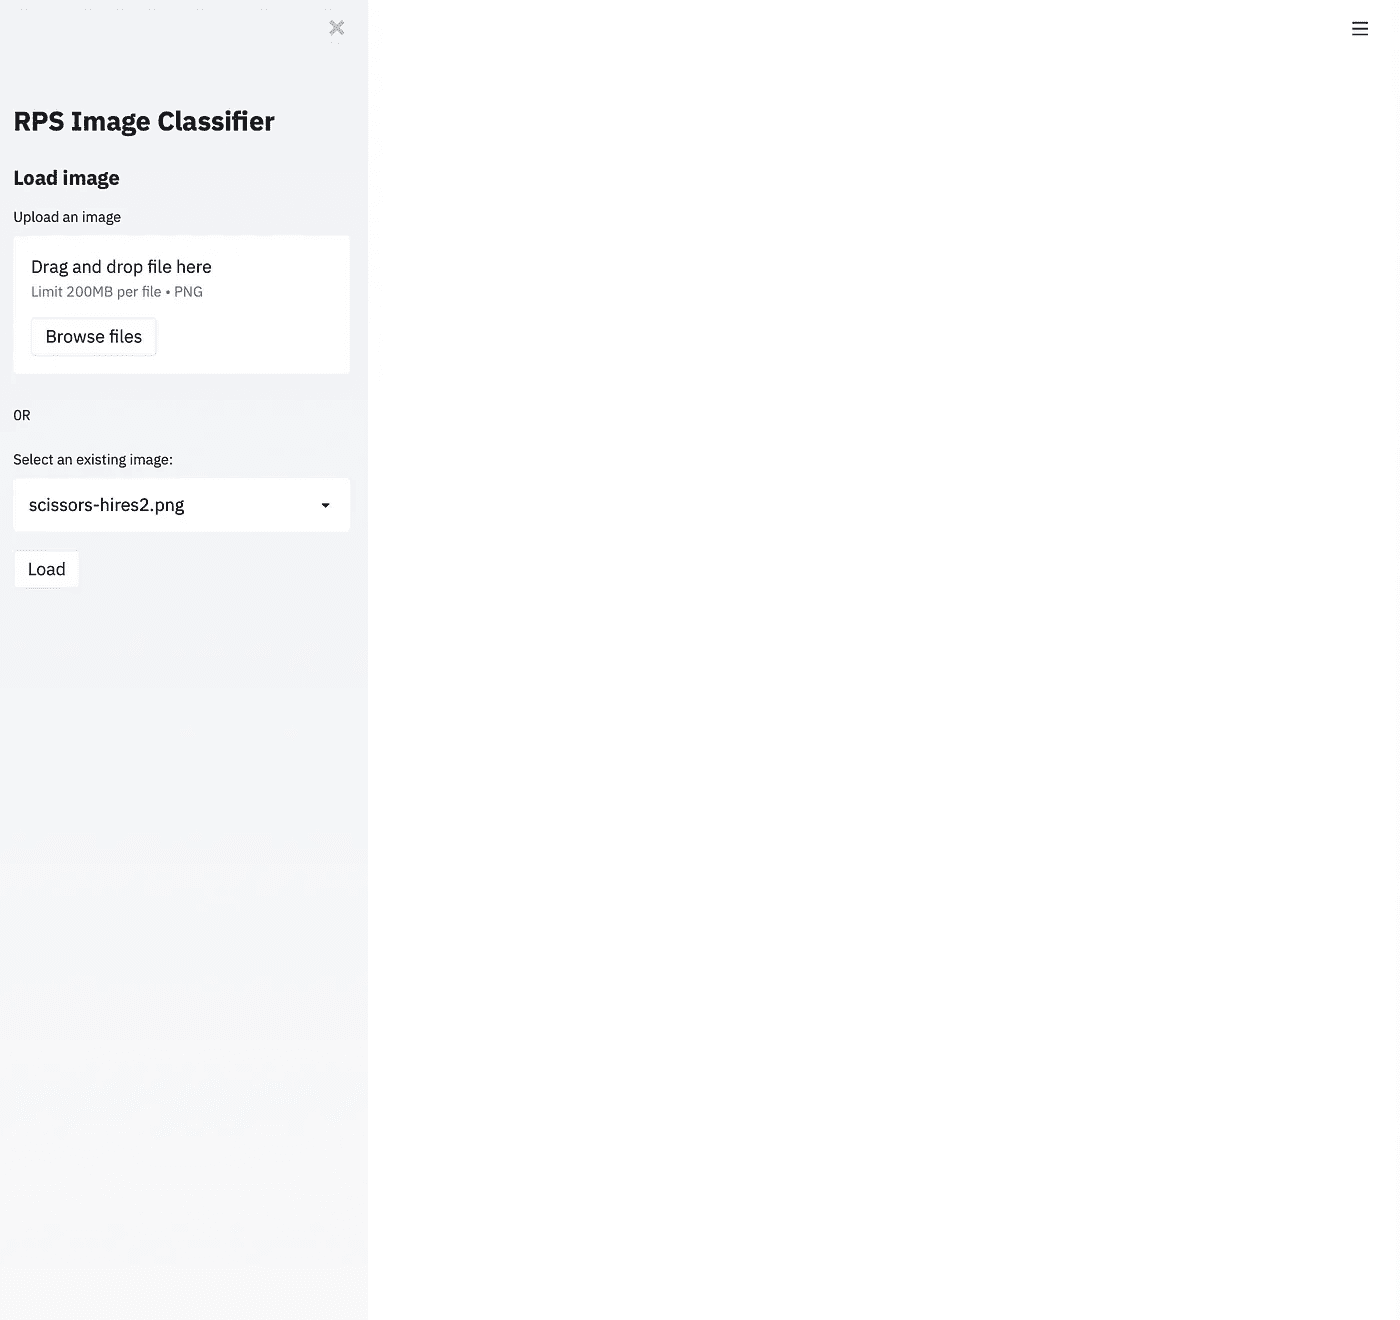 RPS Image Classifier
Load image
Upload an image
Drag and drop file here
Limit 200MB per file • PNG
Browse files
OR
Select an existing image:
scissors-hires2.png
Load